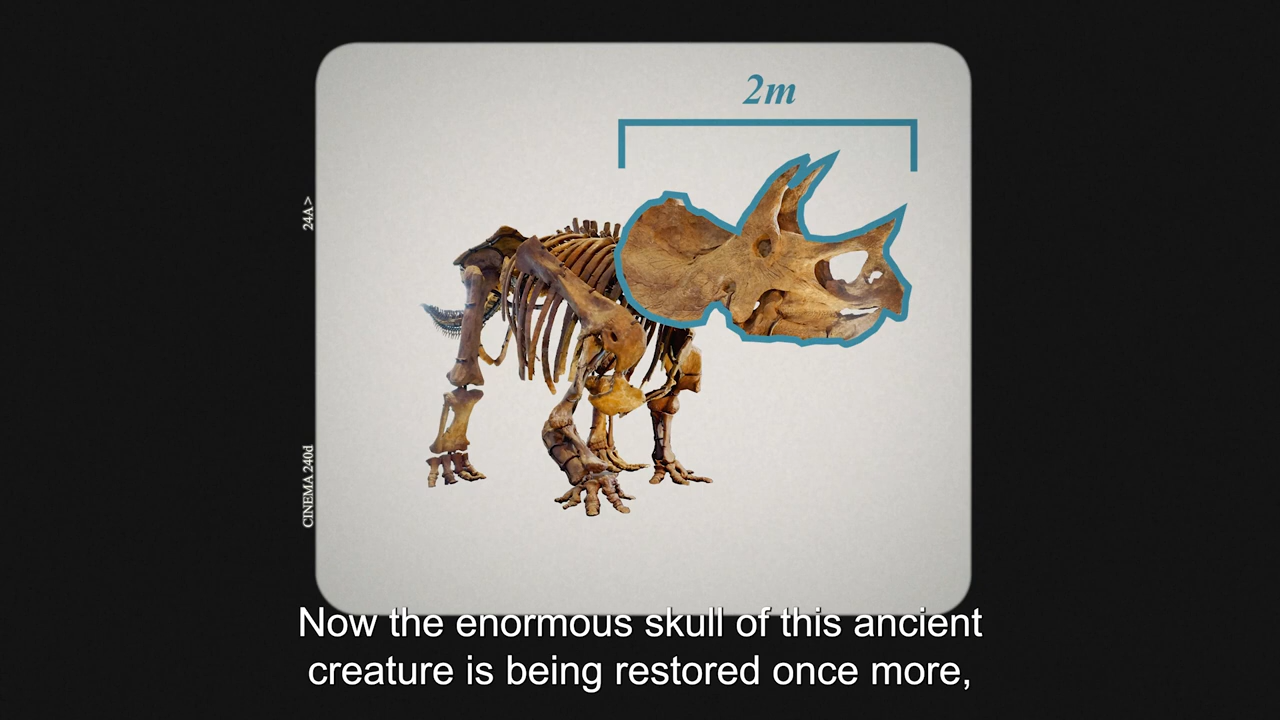 2m
24A>
CINEMA 240d
Now the enormous skull of this ancient
creature is being restored once more,